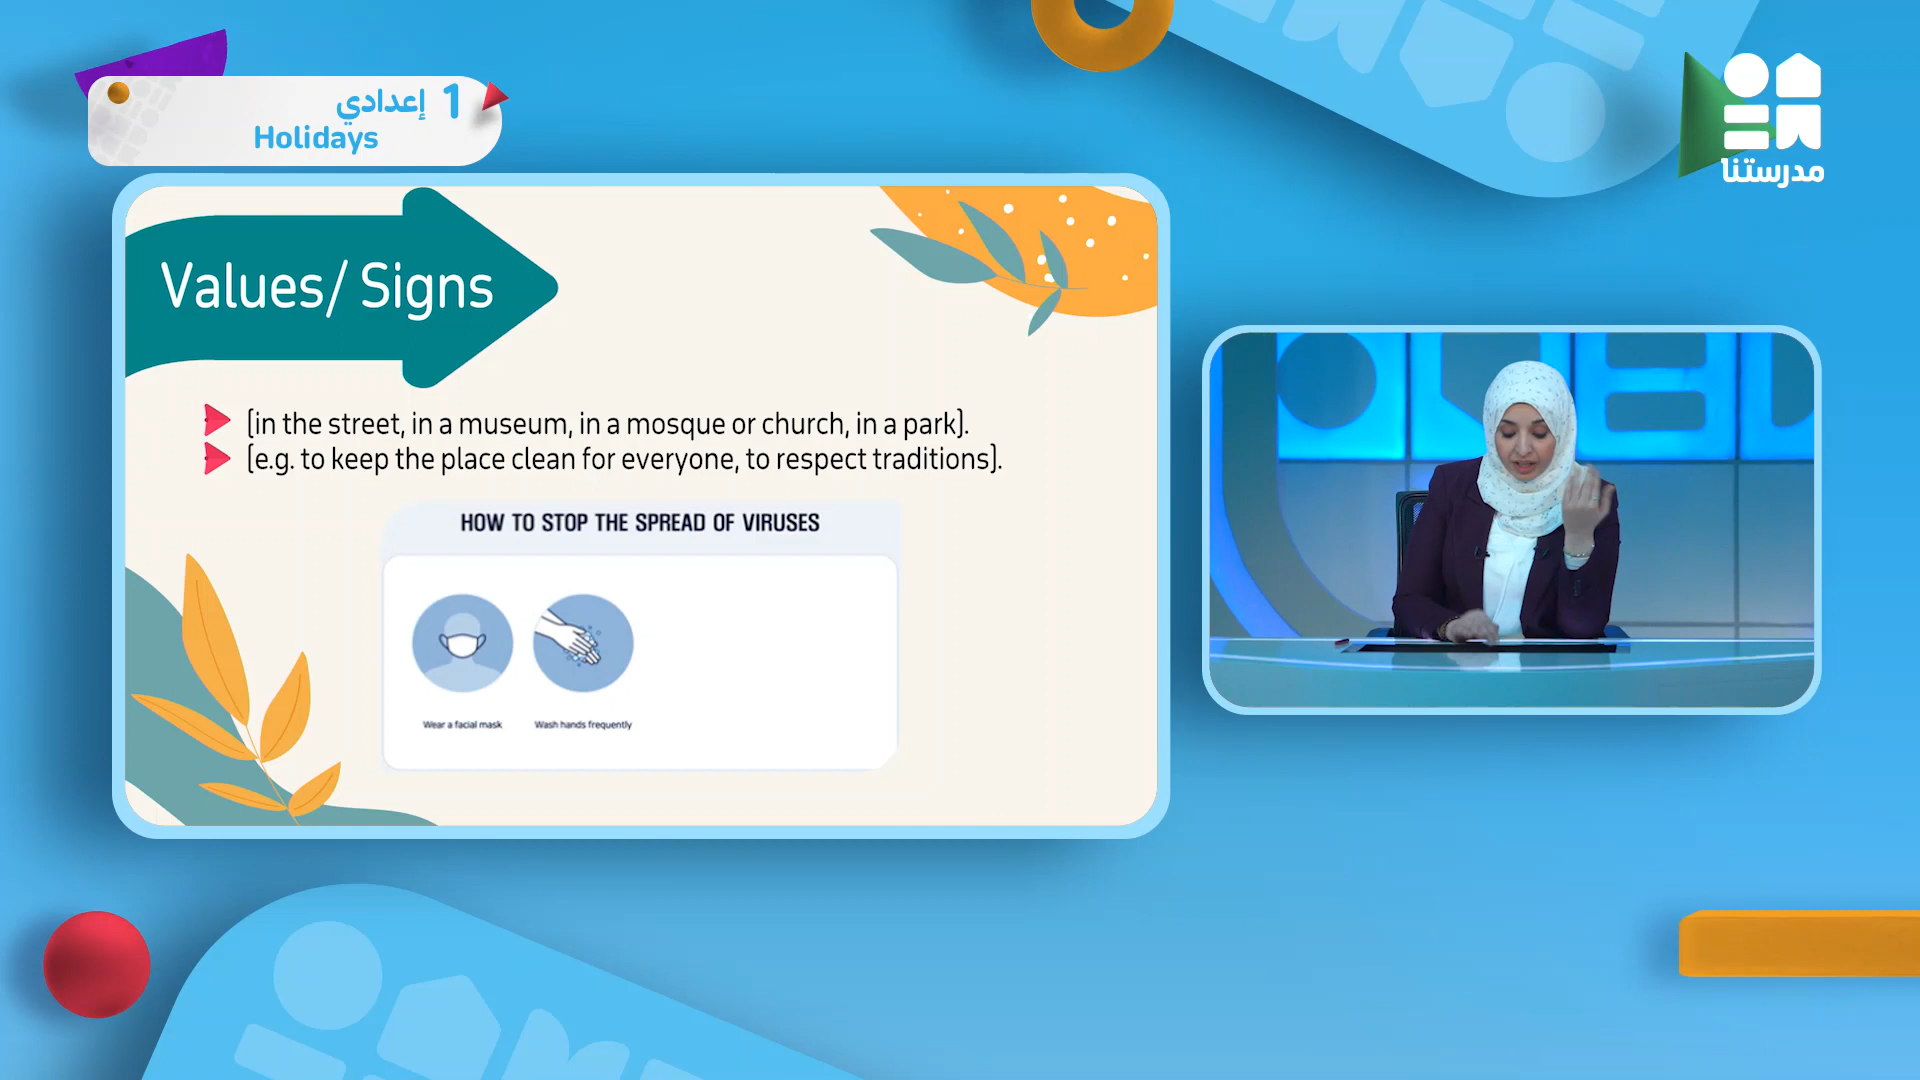 1 إعدادي
Holidays
مدرستنا
Values/ Signs
(in the street, in a museum, in a mosque or church, in a park).
(e.g. to keep the place clean for everyone, to respect traditions).
HOW TO STOP THE SPREAD OF VIRUSES
Wear a facial mask
Wash hands frequently